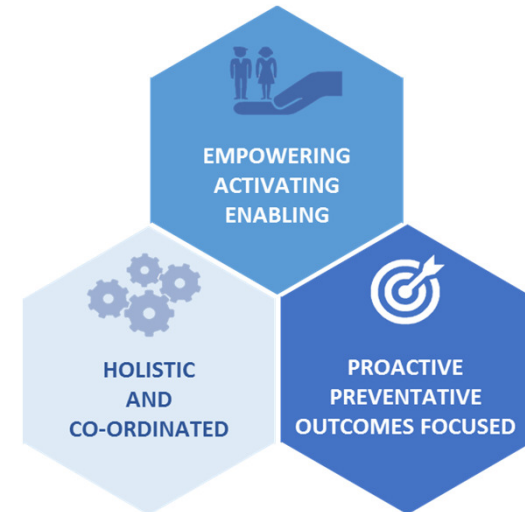 EMPOWERING
ACTIVATING
ENABLING
HOLISTIC
AND
CO-ORDINATED
PROACTIVE
PREVENTATIVE
OUTCOMES FOCUSED